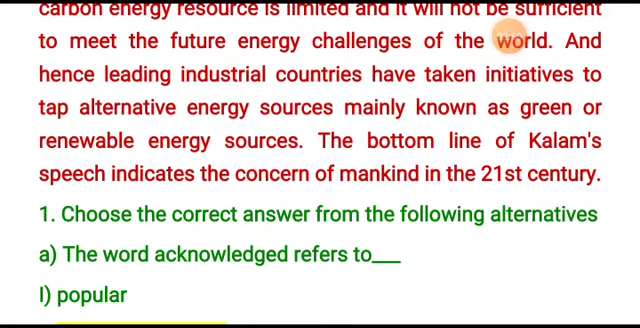 carbon energy resource is limited and it will not be sufficient
to meet the future energy challenges of the world. And
hence leading industrial countries have taken initiatives to
tap alternative energy sources mainly known as green or
renewable energy sources. The bottom line of Kalam's
speech indicates the concern of mankind in the 21st century.
1. Choose the correct answer from the following alternatives
a) The word acknowledged refers to___
I) popular